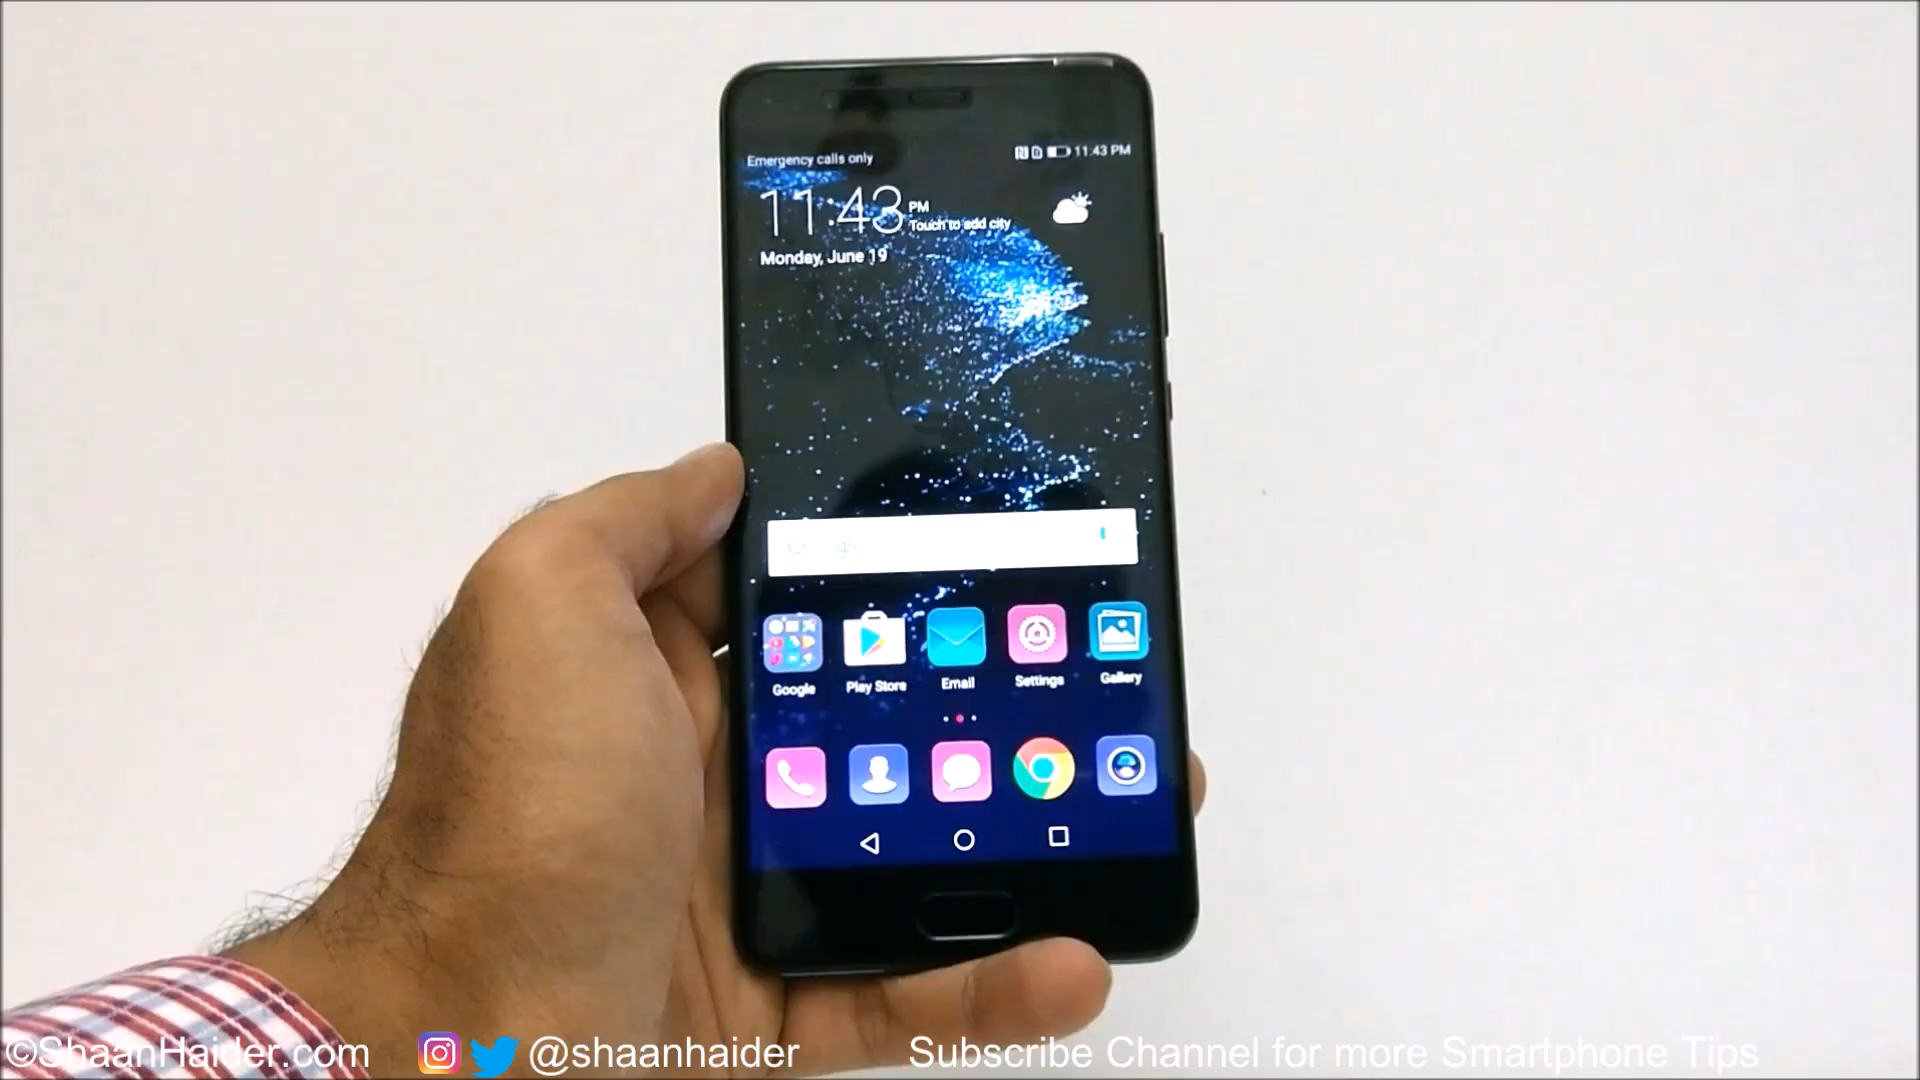 Emergency calls only
11:43 PM
11:43 PM
Touch to add city
Monday, June 19
Google
Google
Play Store
Email
Settings
Gallery
©ShaanHaider.com
@shaanhaider
Subscribe Channel for more Smartphone Tips